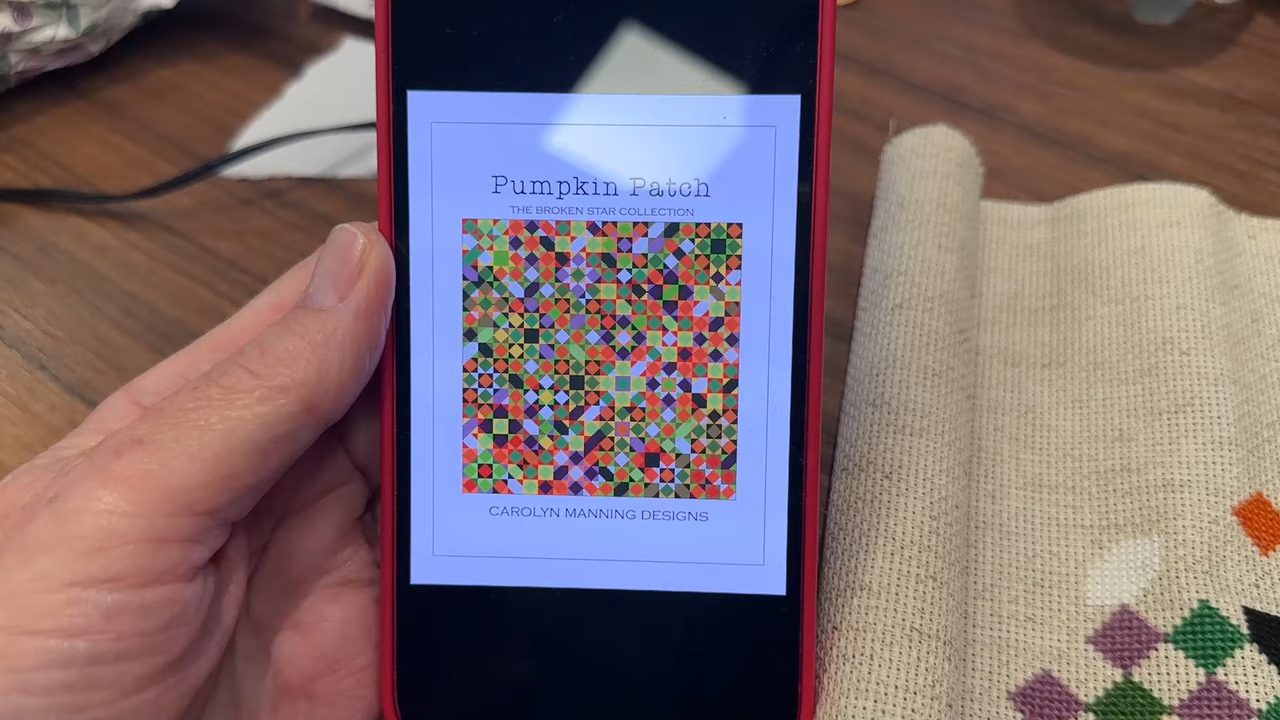 Pumpkin Patch
THE BROKEN STAR COLLECTION
CAROLYN MANNING DESIGNS